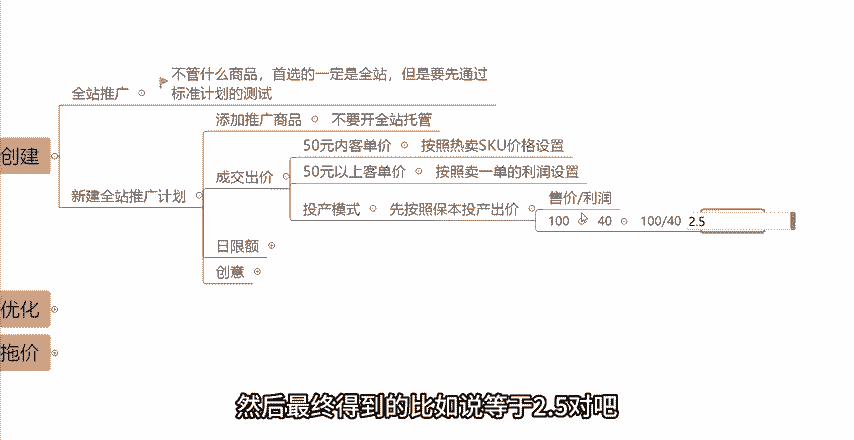 不管什么商品，首选的一定是全站，但是要先通过
标准计划的测试
全站推广
创建
新建全站推广计划
添加推广商品
不要开全站托管
成交出价
50元内客单价
按照热卖SKU价格设置
50元以上客单价
按照卖一单的利润设置
投产模式
先按照保本投产出价
售价/利润
100
40
100/40
2.5
日限额
创意
优化
拖价
然后最终得到的比如说等于2.5对吧